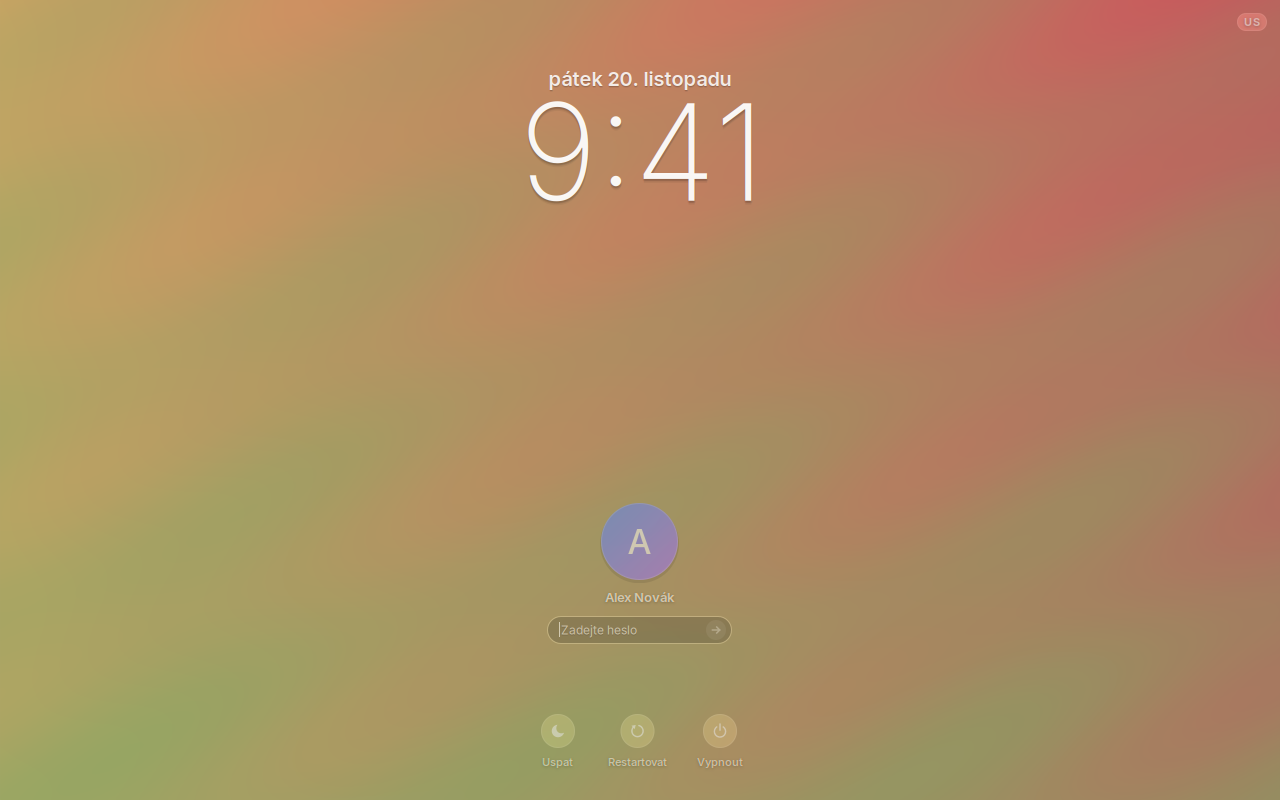 US
pátek 20. listopadu
9:41
A
Alex Novák
Zadejte heslo
Uspat
Restartovat
Vypnout